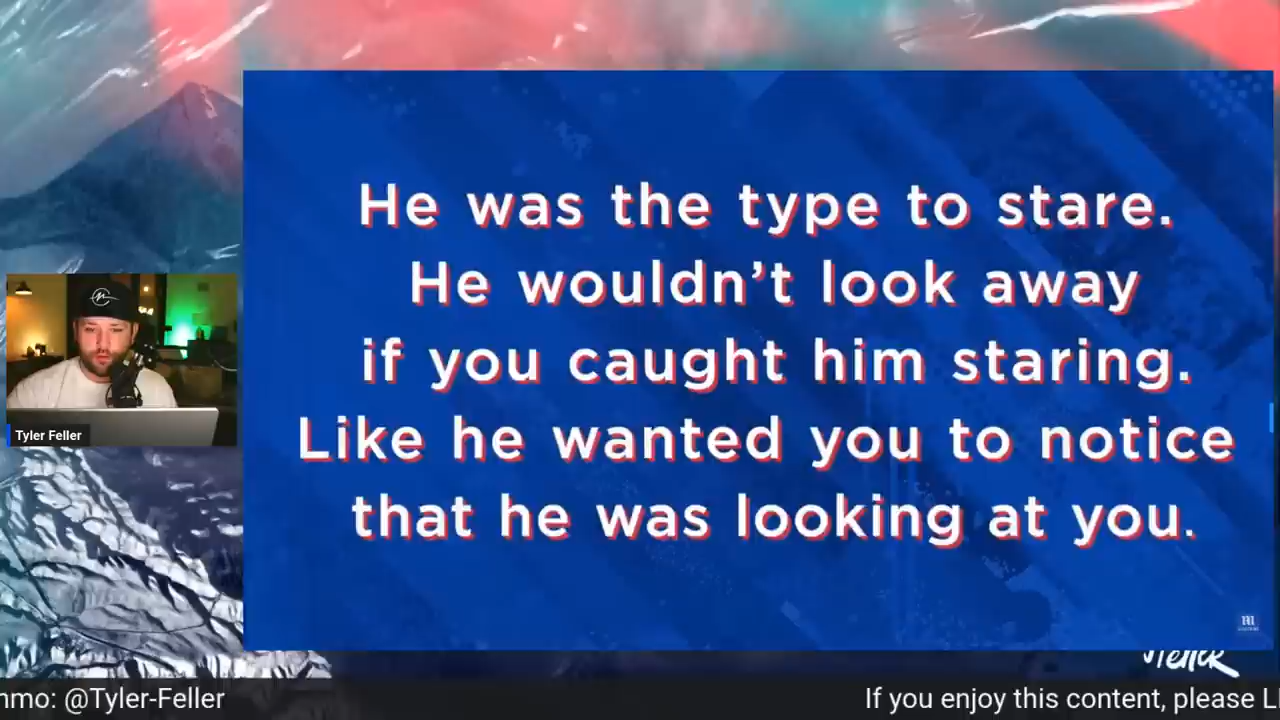 He was the type to stare.
He wouldn’t look away
if you caught him staring.
Like he wanted you to notice
that he was looking at you.
Tyler Feller
nmo: @Tyler-Feller
If you enjoy this content, please L